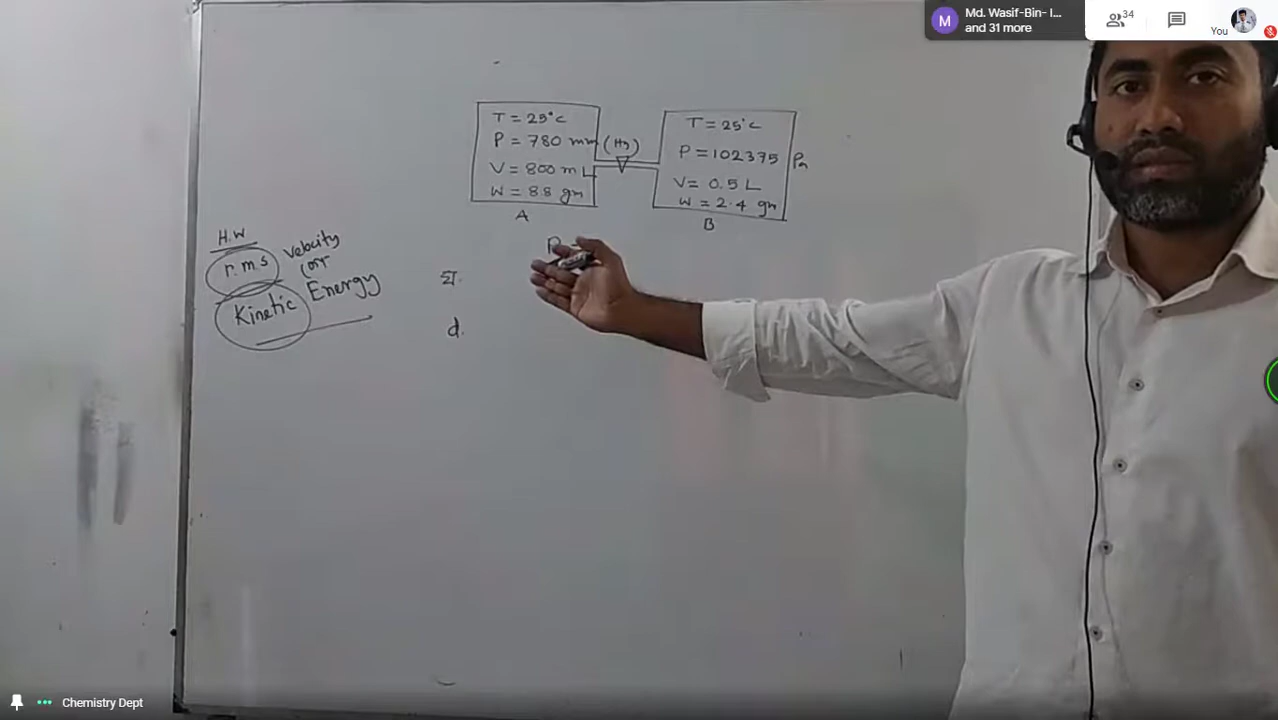 Md. Wasif-Bin- I...
and 31 more
34
You
M
T = 25°C
P = 780 mm (Hg)
V = 800 mL
W = 8.8 gm
A
T = 25°C
P = 102375 Pa
V = 0.5 L
W = 2.4 gm
B
H.W
r.m.s velocity
(or
Kinetic Energy
P
ঘ.
d.
Chemistry Dept